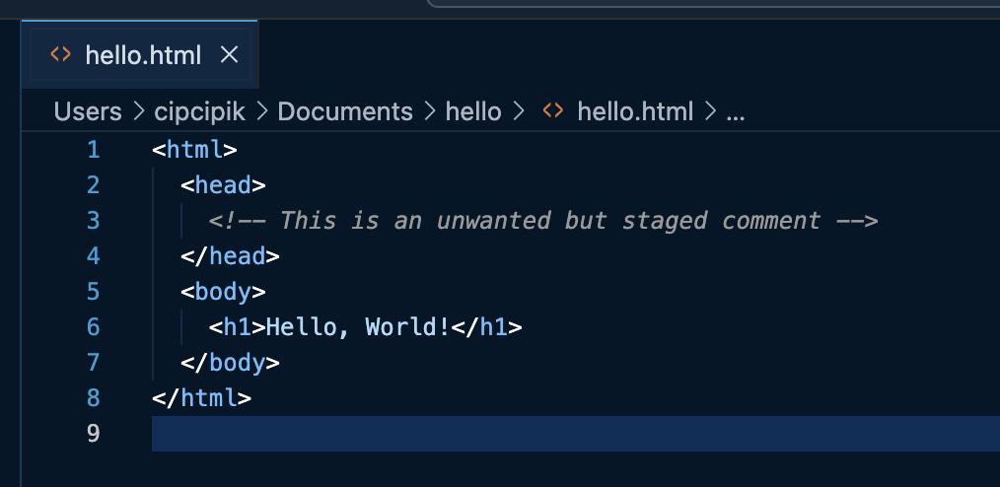 hello.html
Users > cipcipik > Documents > hello > hello.html > ...
1 <html>
2   <head>
3     <!-- This is an unwanted but staged comment -->
4   </head>
5   <body>
6     <h1>Hello, World!</h1>
7   </body>
8 </html>
9